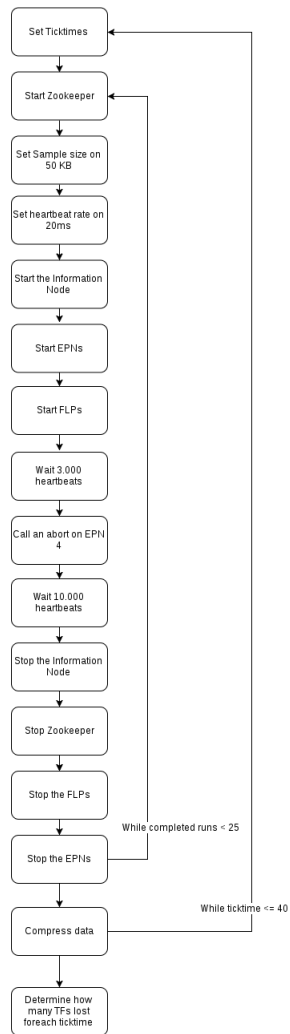 Set Ticktimes
Start Zookeeper
Set Sample size on
50 KB
Set heartbeat rate on
20ms
Start the Information
Node
Start EPNs
Start FLPs
Wait 3.000
heartbeats
Call an abort on EPN
4
Wait 10.000
heartbeats
Stop the Information
Node
Stop Zookeeper
Stop the FLPs
While completed runs < 25
Stop the EPNs
While ticktime <= 40
Compress data
Determine how
many TFs lost
foreach ticktime